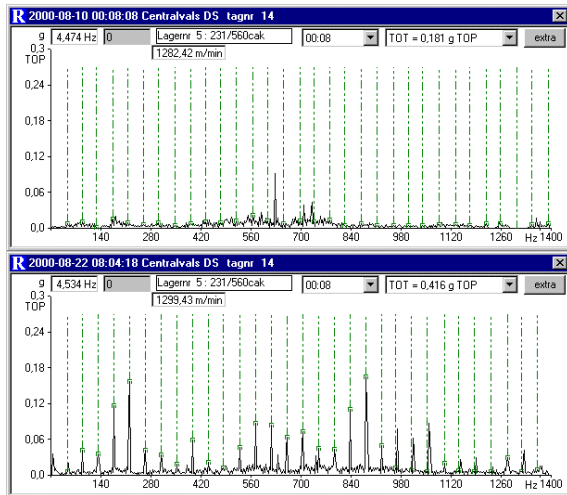 R 2000-08-10 00:08:08 Centralvals DS tagnr 14
g 4,474 Hz 0 Lagernr 5 : 231/560cak 00:08 TOT = 0,181 g TOP extra
0,3 1282,42 m/min
TOP
0,24
0,18
0,12
0,06
0,0
140 280 420 560 700 840 980 1120 1260 Hz 1400
R 2000-08-22 08:04:18 Centralvals DS tagnr 14
g 4,534 Hz 0 Lagernr 5 : 231/560cak 00:08 TOT = 0,416 g TOP extra
0,3 1299,43 m/min
TOP
0,24
0,18
0,12
0,06
0,0
140 280 420 560 700 840 980 1120 1260 Hz 1400